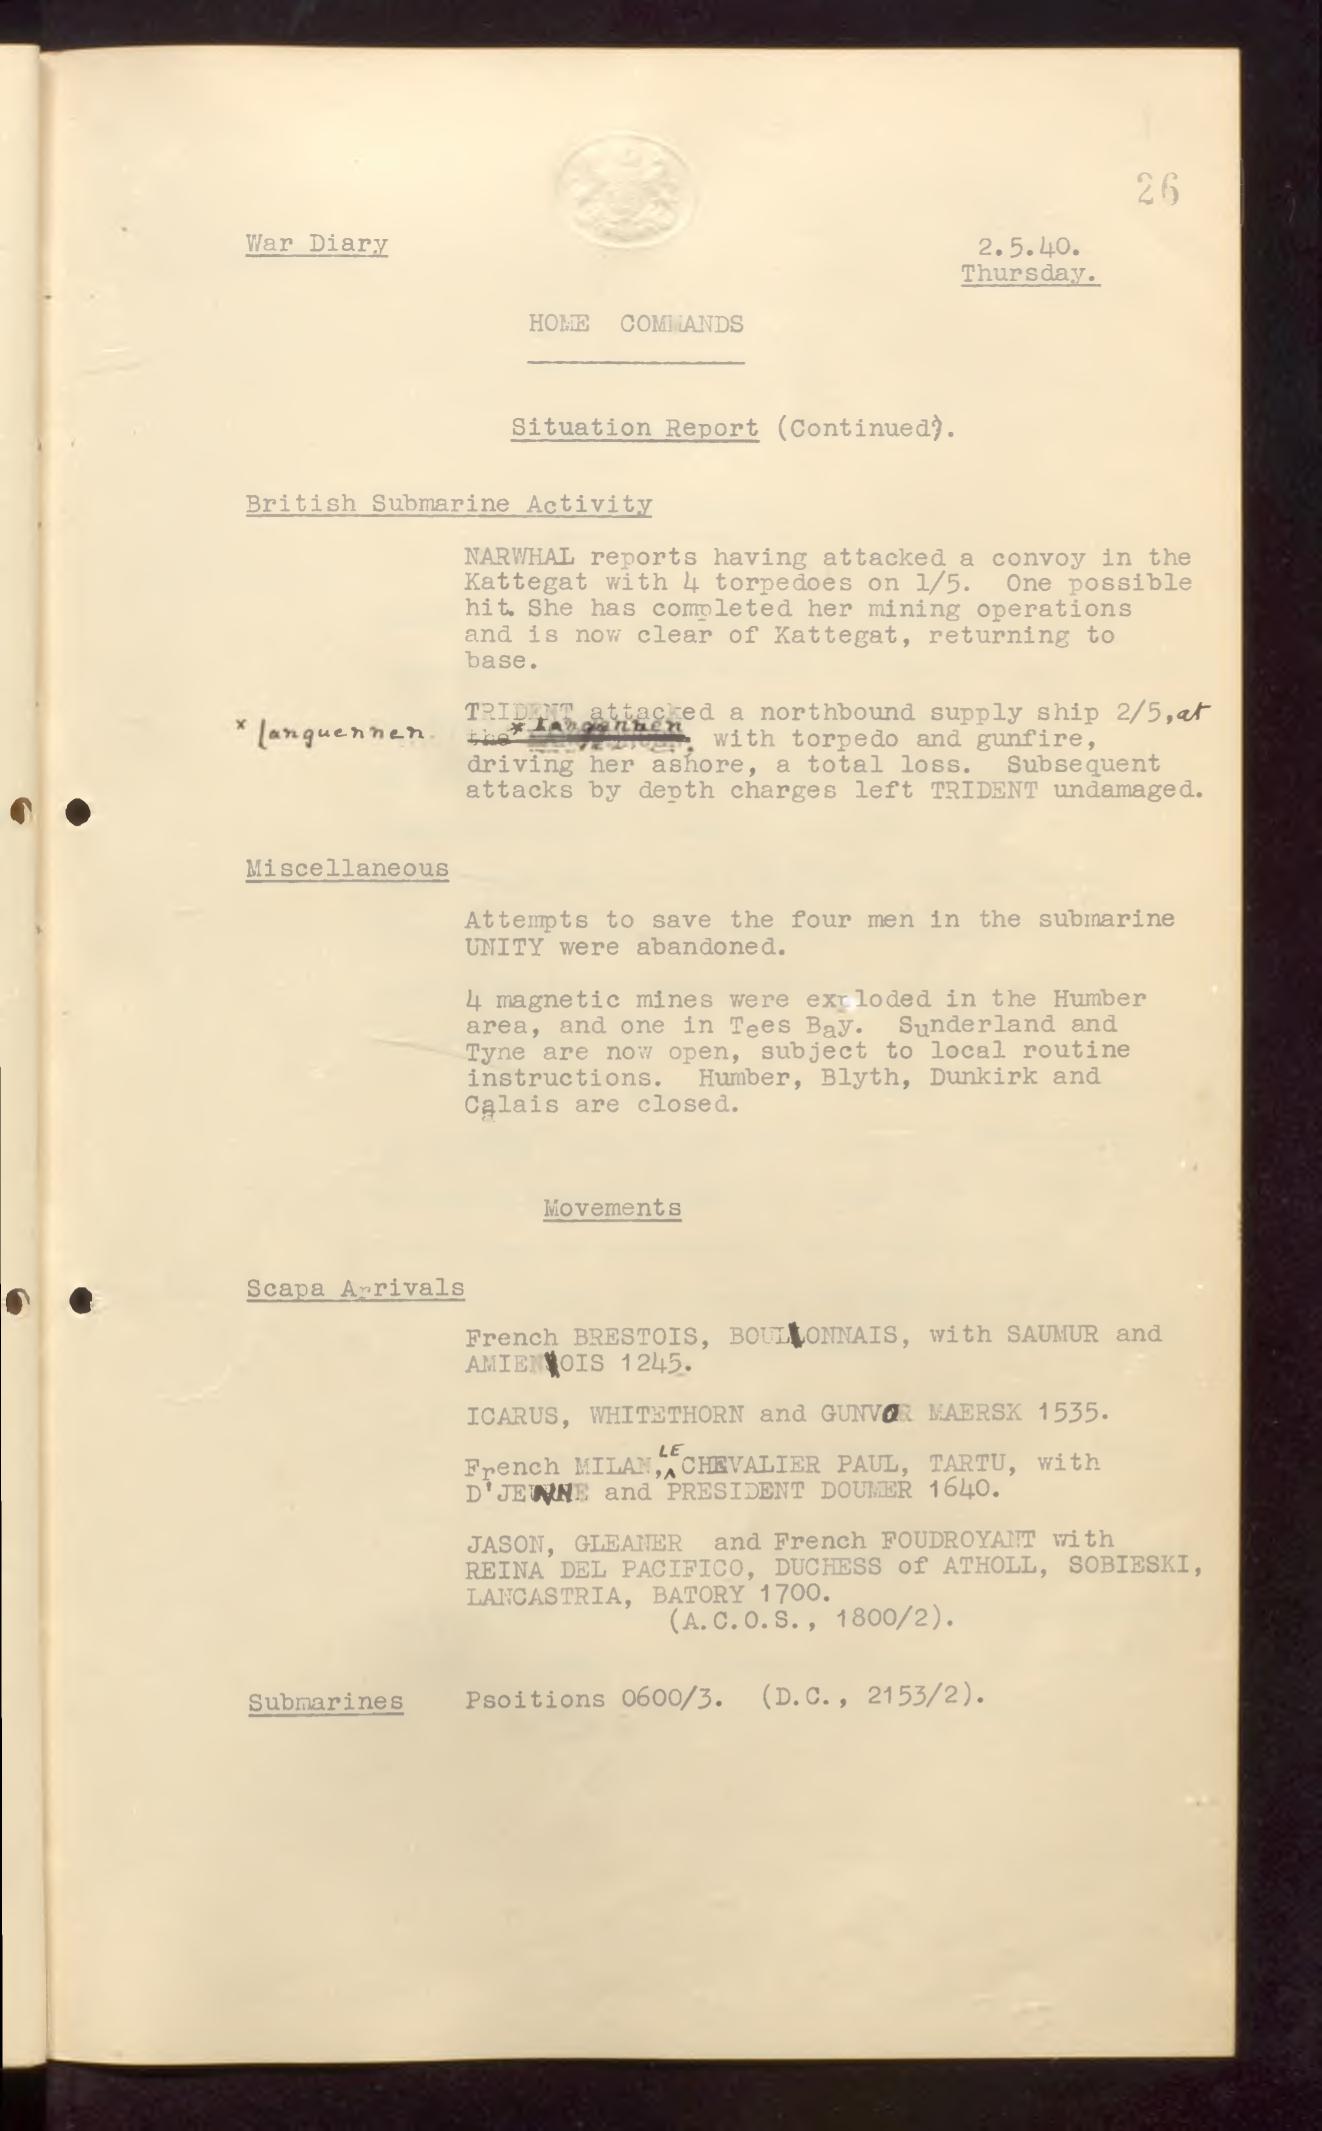 26
War Diary
2.5.40.
Thursday.
HOME COMMANDS
Situation Report (Continued).
British Submarine Activity
NARWHAL reports having attacked a convoy in the
Kattegat with 4 torpedoes on 1/5. One possible
hit. She has completed her mining operations
and is now clear of Kattegat, returning to
base.
TRIDENT attacked a northbound supply ship 2/5, at
x Languennen.
the * Languennen, with torpedo and gunfire,
driving her ashore, a total loss. Subsequent
attacks by depth charges left TRIDENT undamaged.
Miscellaneous
Attempts to save the four men in the submarine
UNITY were abandoned.
4 magnetic mines were exploded in the Humber
area, and one in Tees Bay. Sunderland and
Tyne are now open, subject to local routine
instructions. Humber, Blyth, Dunkirk and
Calais are closed.
Movements
Scapa Arrivals
French BRESTOIS, BOULONNAIS, with SAUMUR and
AMIENOIS 1245.
ICARUS, WHITETHORN and GUNVOR MAERSK 1535.
French MILAN, LE CHEVALIER PAUL, TARTU, with
D'JENNE and PRESIDENT DOUMER 1640.
JASON, GLEANER and French FOUDROYANT with
REINA DEL PACIFICO, DUCHESS of ATHOLL, SOBIESKI,
LANCASTRIA, BATORY 1700.
(A.C.O.S., 1800/2).
Submarines
Psoitions 0600/3. (D.C., 2153/2).